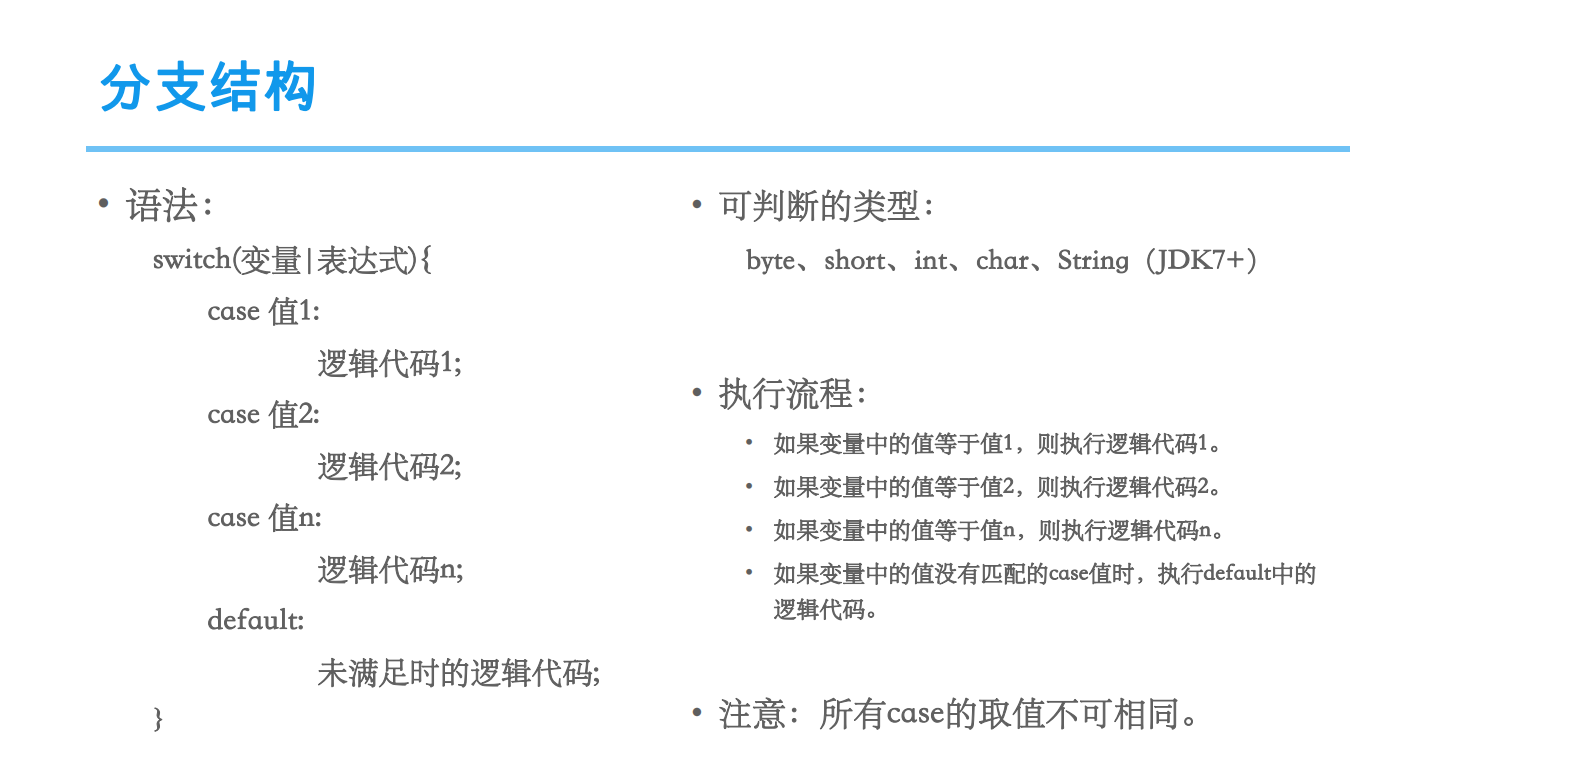 分支结构
• 语法：
switch(变量|表达式){
case 值1:
逻辑代码1;
case 值2:
逻辑代码2;
case 值n:
逻辑代码n;
default:
未满足时的逻辑代码;
}
• 可判断的类型：
byte、short、int、char、String（JDK7+）
• 执行流程：
• 如果变量中的值等于值1，则执行逻辑代码1。
• 如果变量中的值等于值2，则执行逻辑代码2。
• 如果变量中的值等于值n，则执行逻辑代码n。
• 如果变量中的值没有匹配的case值时，执行default中的
逻辑代码。
• 注意：所有case的取值不可相同。